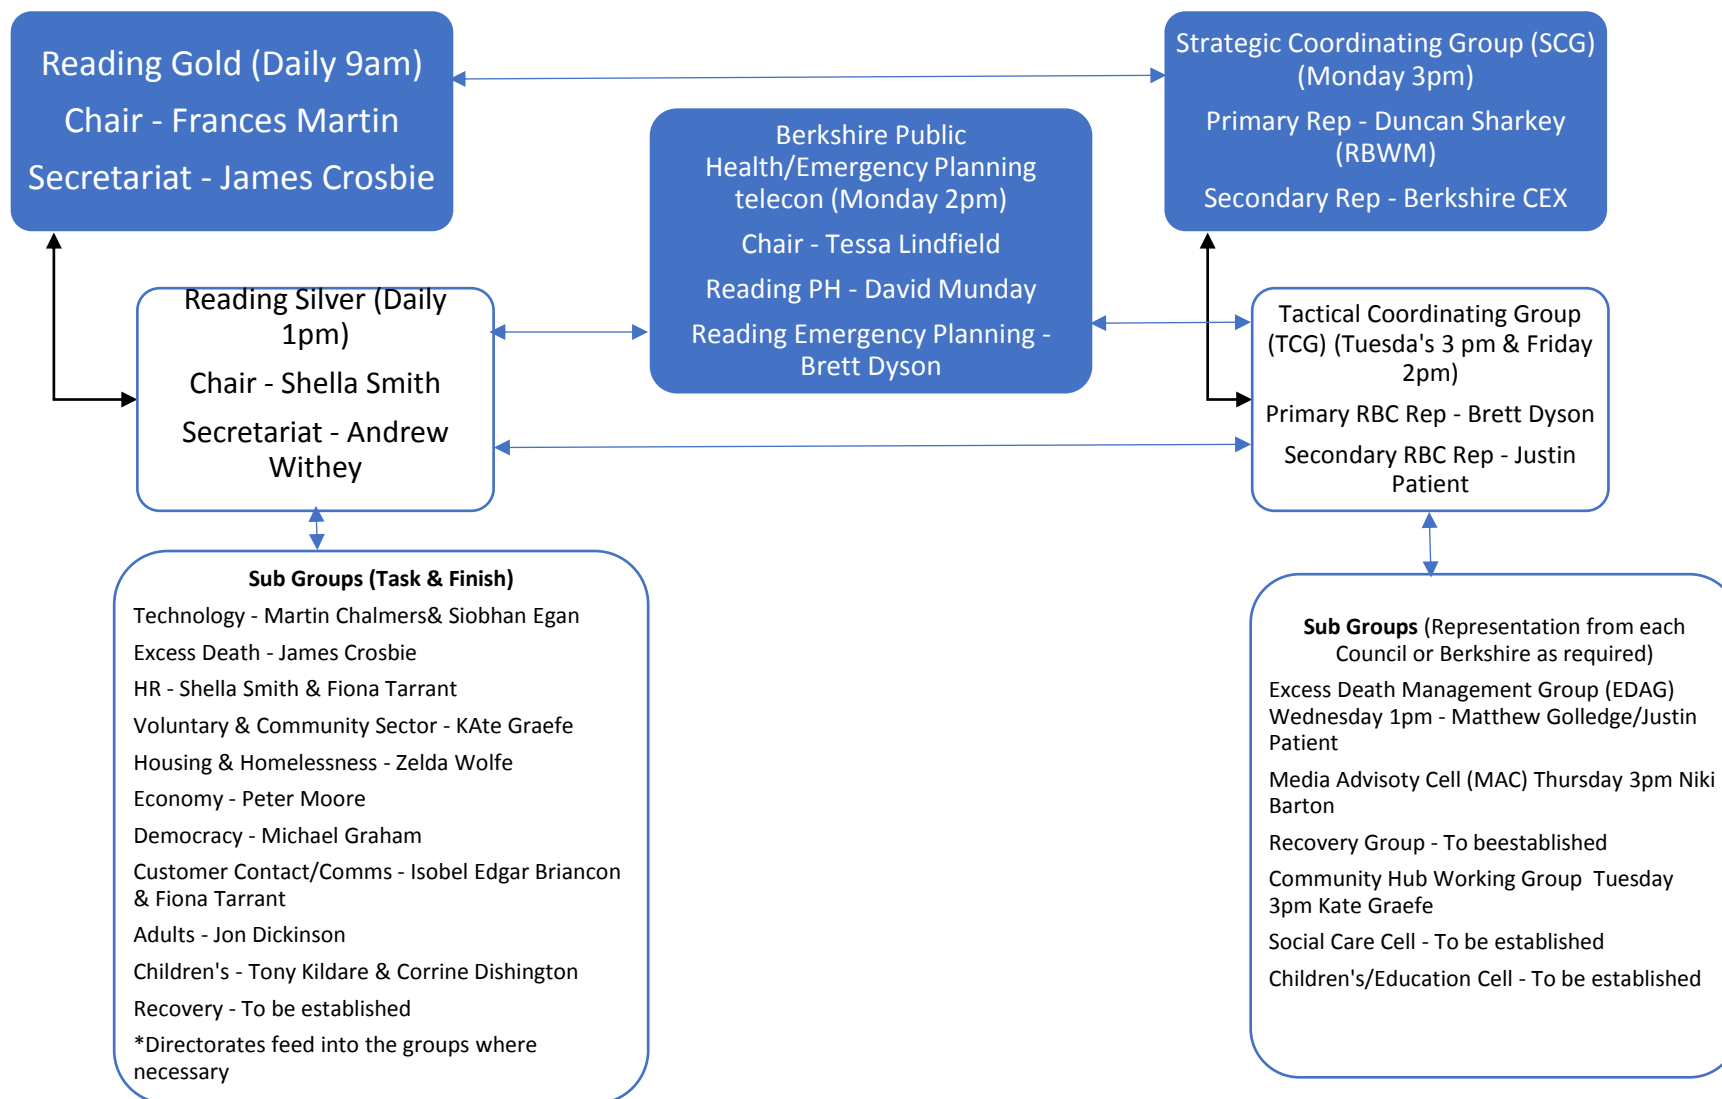 Reading Gold (Daily 9am)
Chair - Frances Martin
Secretariat - James Crosbie
Strategic Coordinating Group (SCG)
(Monday 3pm)
Primary Rep - Duncan Sharkey
(RBWM)
Secondary Rep - Berkshire CEX
Berkshire Public
Health/Emergency Planning
telecon (Monday 2pm)
Chair - Tessa Lindfield
Reading PH - David Munday
Reading Emergency Planning -
Brett Dyson
Reading Silver (Daily
1pm)
Chair - Shella Smith
Secretariat - Andrew
Withey
Tactical Coordinating Group
(TCG) (Tuesda's 3 pm & Friday
2pm)
Primary RBC Rep - Brett Dyson
Secondary RBC Rep - Justin
Patient
Sub Groups (Task & Finish)
Technology - Martin Chalmers& Siobhan Egan
Excess Death - James Crosbie
HR - Shella Smith & Fiona Tarrant
Voluntary & Community Sector - KAte Graefe
Housing & Homelessness - Zelda Wolfe
Economy - Peter Moore
Democracy - Michael Graham
Customer Contact/Comms - Isobel Edgar Briancon
& Fiona Tarrant
Adults - Jon Dickinson
Children's - Tony Kildare & Corrine Dishington
Recovery - To be established
*Directorates feed into the groups where
necessary
Sub Groups (Representation from each
Council or Berkshire as required)
Excess Death Management Group (EDAG)
Wednesday 1pm - Matthew Golledge/Justin
Patient
Media Advisoty Cell (MAC) Thursday 3pm Niki
Barton
Recovery Group - To beestablished
Community Hub Working Group  Tuesday
3pm Kate Graefe
Social Care Cell - To be established
Children's/Education Cell - To be established